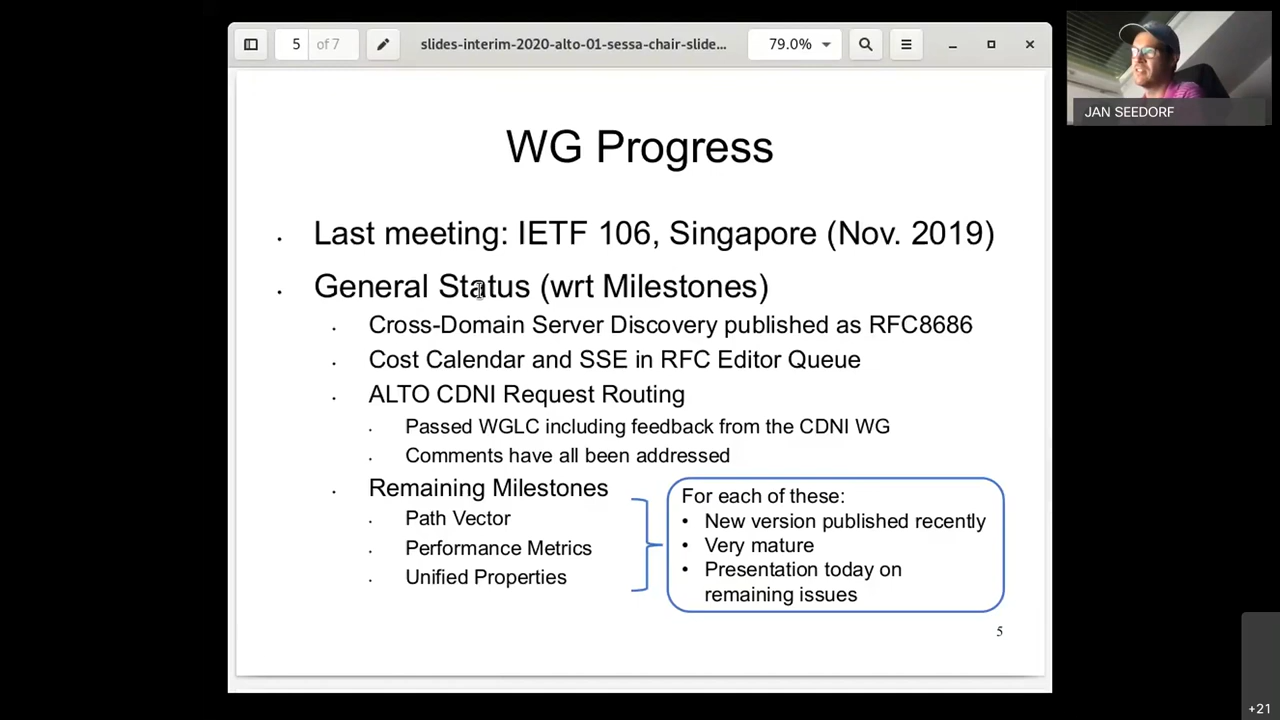 5 of 7
slides-interim-2020-alto-01-sessa-chair-slide...
79.0%
JAN SEEDORF
WG Progress
Last meeting: IETF 106, Singapore (Nov. 2019)
General Status (wrt Milestones)
Cross-Domain Server Discovery published as RFC8686
Cost Calendar and SSE in RFC Editor Queue
ALTO CDNI Request Routing
Passed WGLC including feedback from the CDNI WG
Comments have all been addressed
Remaining Milestones
Path Vector
Performance Metrics
Unified Properties
For each of these:
• New version published recently
• Very mature
• Presentation today on
remaining issues
5
+21